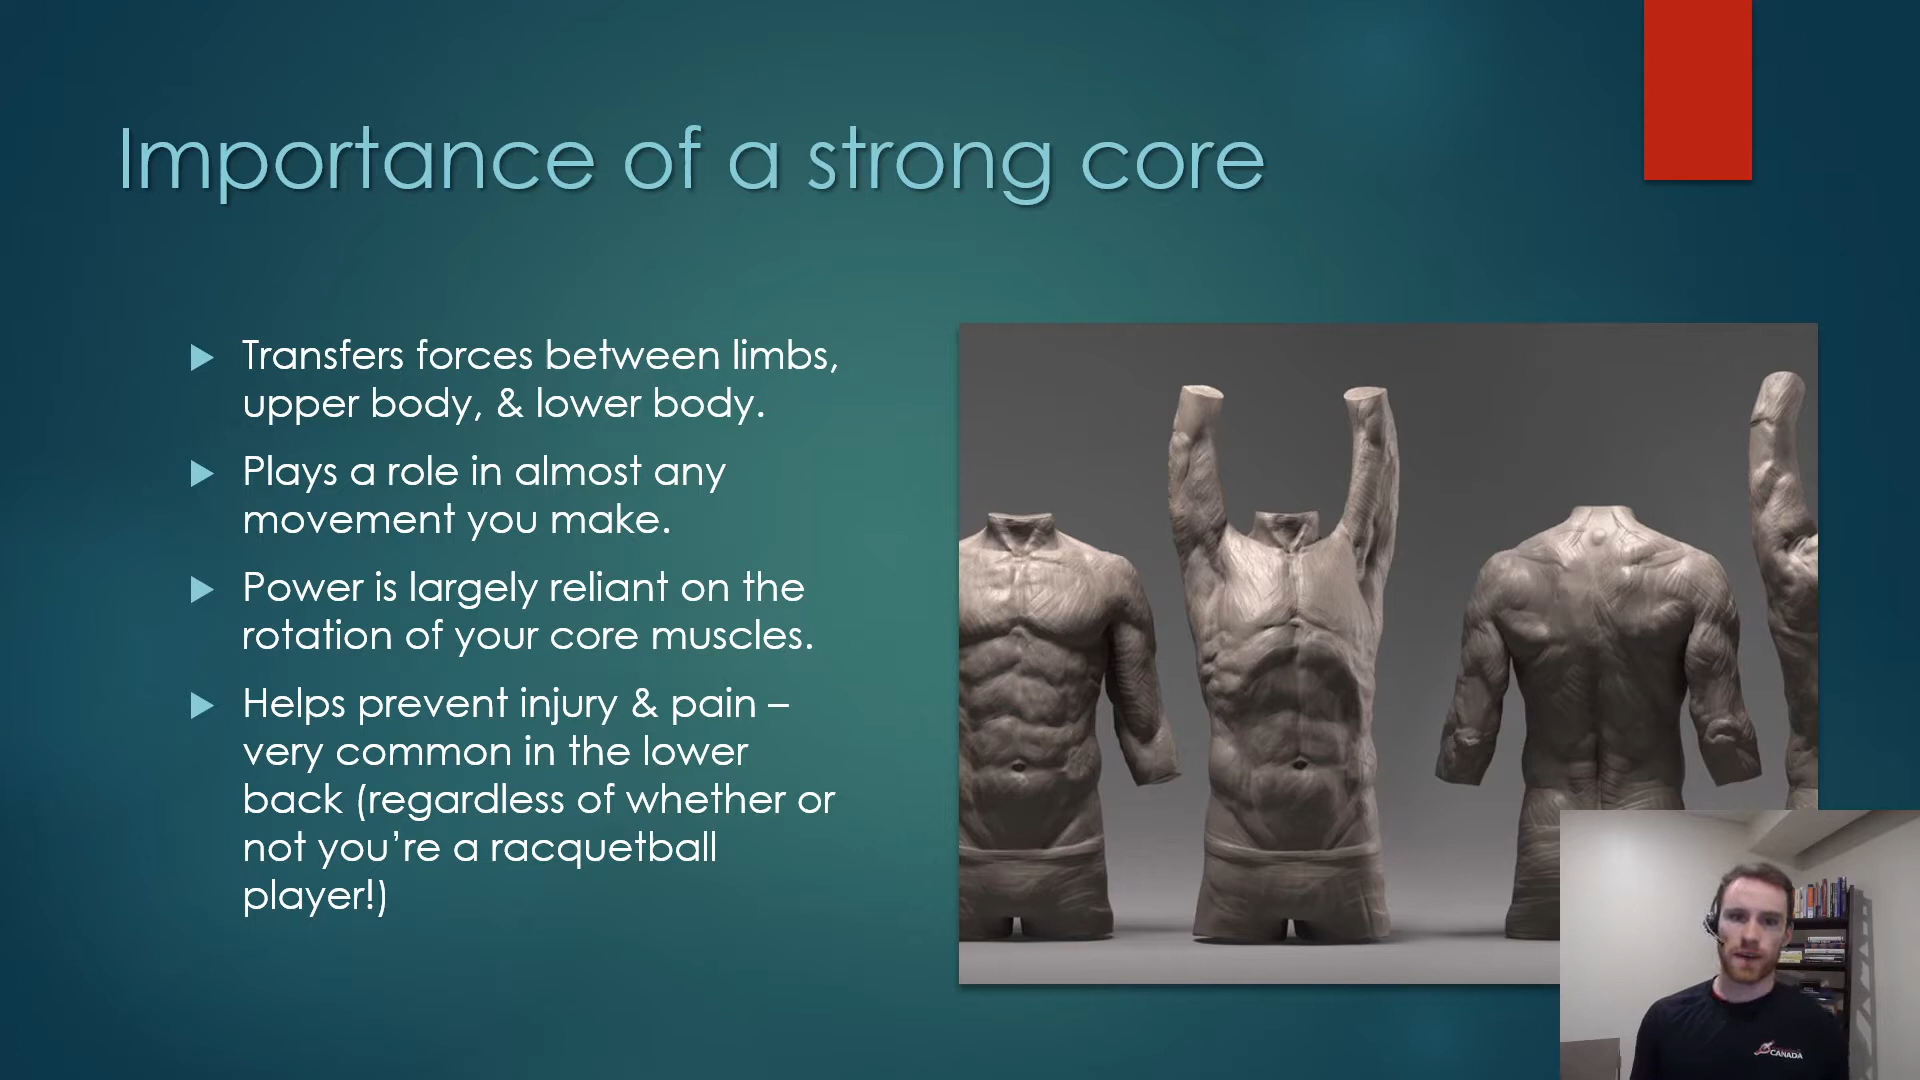 Importance of a strong core
Transfers forces between limbs,
upper body, & lower body.
Plays a role in almost any
movement you make.
Power is largely reliant on the
rotation of your core muscles.
Helps prevent injury & pain –
very common in the lower
back (regardless of whether or
not you’re a racquetball
player!)
CANADA